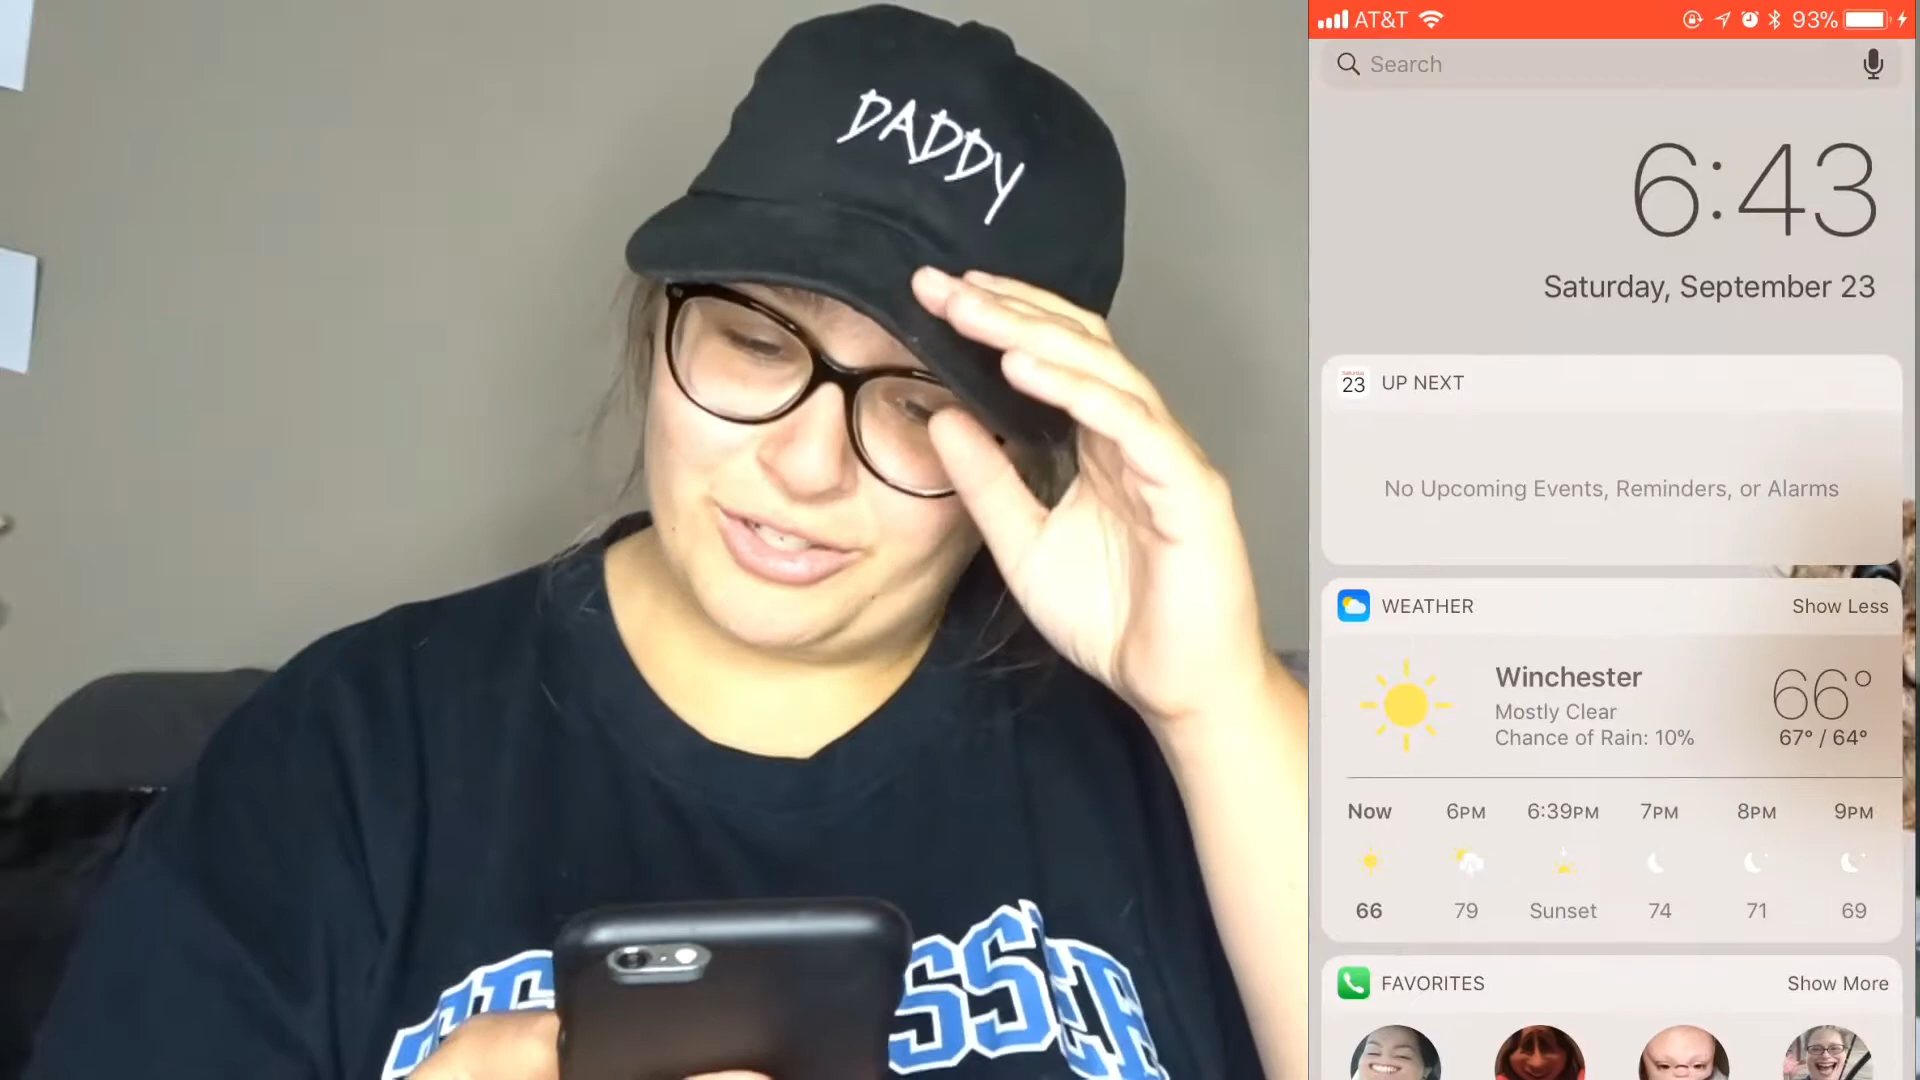 DADDY
AT&T
93%
Search
6:43
Saturday, September 23
23
UP NEXT
No Upcoming Events, Reminders, or Alarms
WEATHER
Show Less
Winchester
66°
Mostly Clear
Chance of Rain: 10%
67° / 64°
Now 6PM 6:39PM 7PM 8PM 9PM
66 79 Sunset 74 71 69
FAVORITES
Show More